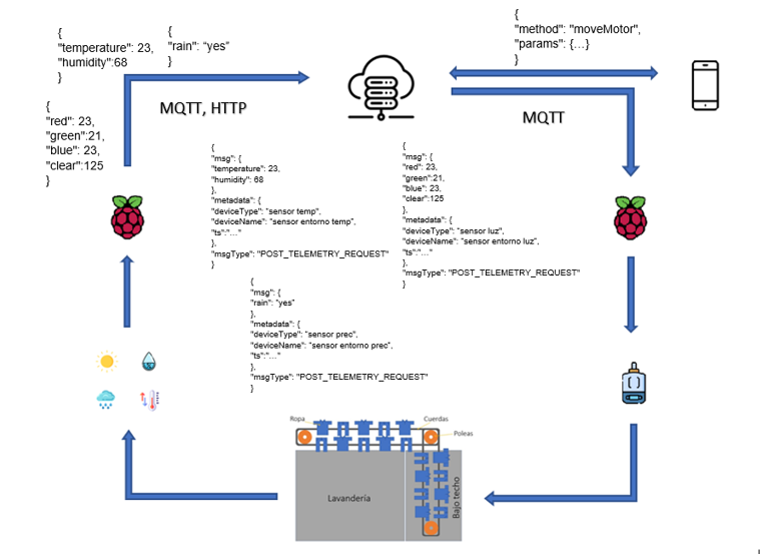 {
"temperature": 23,
"humidity":68
}
{
"rain": “yes”
}
{
"method": "moveMotor",
"params": {…}
}
{
"red": 23,
"green":21,
"blue": 23,
"clear":125
}
MQTT, HTTP
MQTT
{
"msg": {
"temperature": 23,
"humidity": 68
},
"metadata": {
"deviceType": "sensor temp",
"deviceName": "sensor entorno temp",
"ts":"…"
},
"msgType": "POST_TELEMETRY_REQUEST"
}
{
"msg": {
"red": 23,
"green":21,
"blue": 23,
"clear":125
},
"metadata": {
"deviceType": "sensor luz",
"deviceName": "sensor entorno luz",
"ts":"…"
},
"msgType": "POST_TELEMETRY_REQUEST"
}
{
"msg": {
"rain": “yes"
},
"metadata": {
"deviceType": "sensor prec",
"deviceName": "sensor entorno prec",
"ts":"…"
},
"msgType": "POST_TELEMETRY_REQUEST"
}
Ropa
Cuerdas
Poleas
Lavandería
Bajo techo